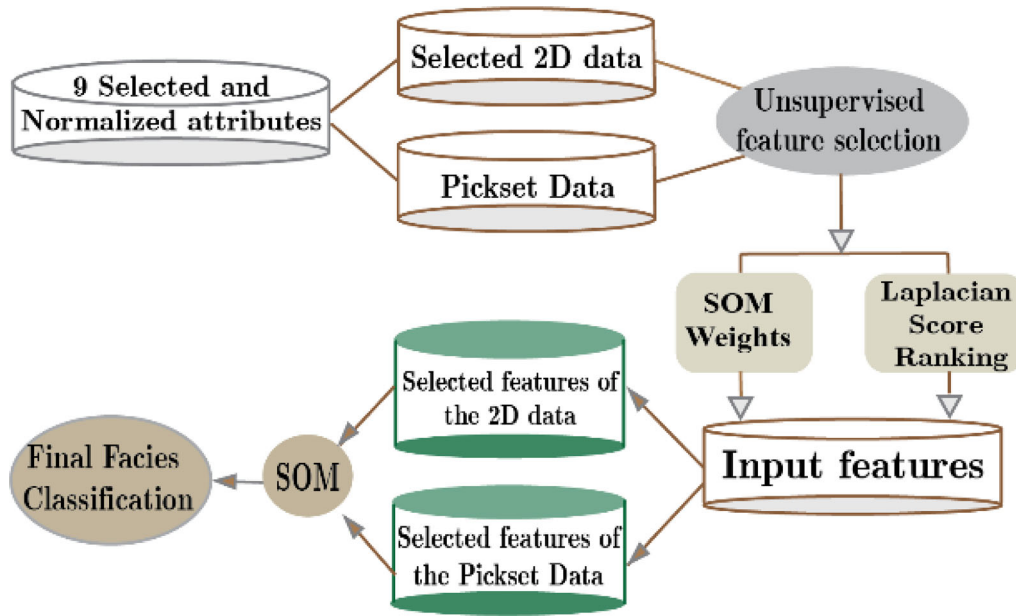 9 Selected and
Normalized attributes
Selected 2D data
Pickset Data
Unsupervised
feature selection
SOM
Weights
Laplacian
Score
Ranking
Input features
Selected features of
the 2D data
Selected features of
the Pickset Data
SOM
Final Facies
Classification